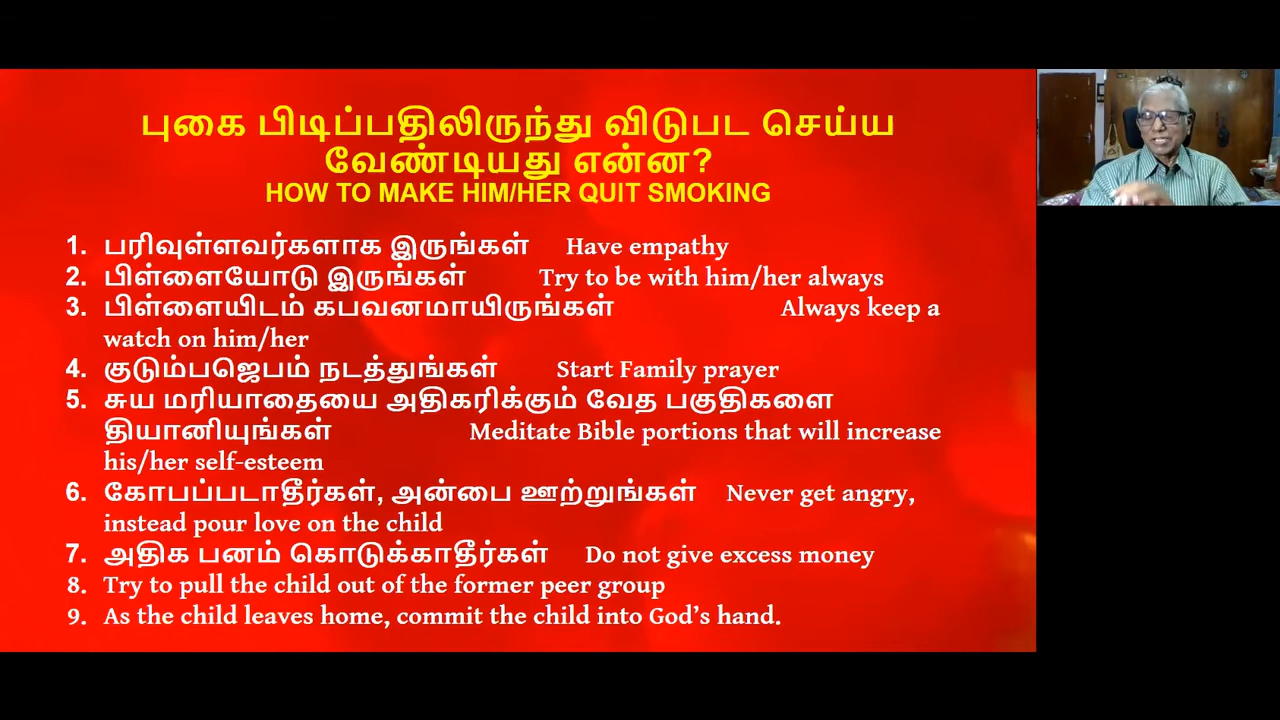 புகை பிடிப்பதிலிருந்து விடுபட செய்ய
வேண்டியது என்ன?
HOW TO MAKE HIM/HER QUIT SMOKING
1. பரிவுள்ளவர்களாக இருங்கள் Have empathy
2. பிள்ளையோடு இருங்கள் Try to be with him/her always
3. பிள்ளையிடம் கபவனமாயிருங்கள் Always keep a
watch on him/her
4. குடும்பஜெபம் நடத்துங்கள் Start Family prayer
5. சுய மரியாதையை அதிகரிக்கும் வேத பகுதிகளை
தியானியுங்கள் Meditate Bible portions that will increase
his/her self-esteem
6. கோபப்படாதீர்கள், அன்பை ஊற்றுங்கள் Never get angry,
instead pour love on the child
7. அதிக பனம் கொடுக்காதீர்கள் Do not give excess money
8. Try to pull the child out of the former peer group
9. As the child leaves home, commit the child into God’s hand.